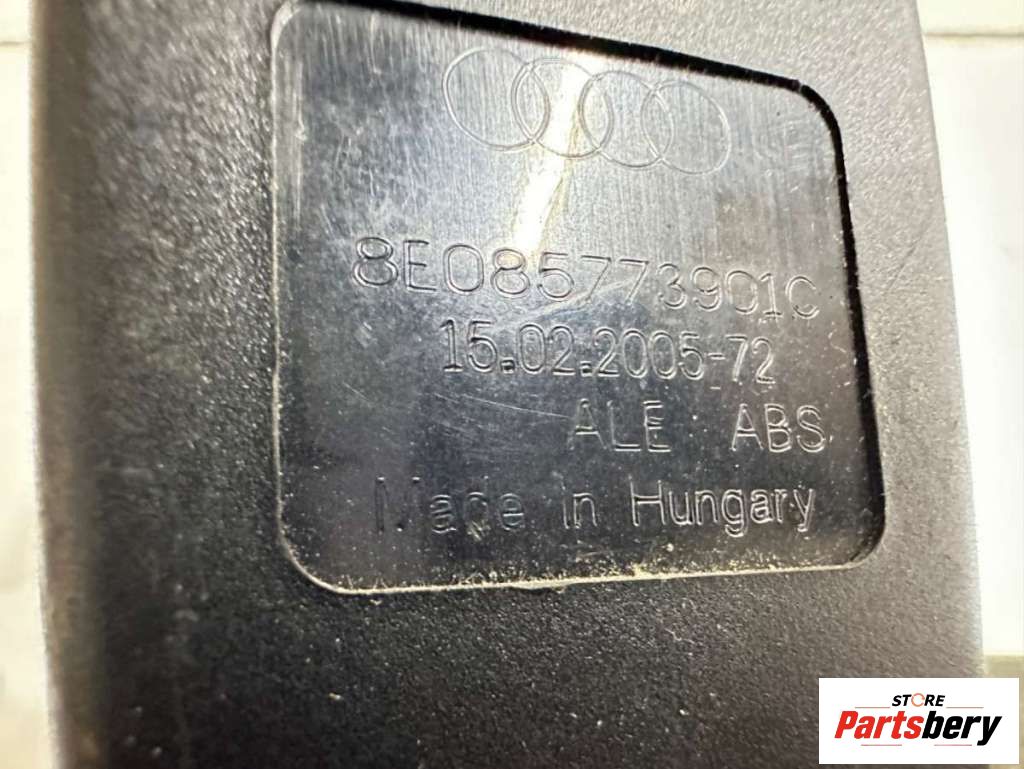 8E085773901C
15.02.2005-72
ALE ABS
Made in Hungary
STORE
Partsbery